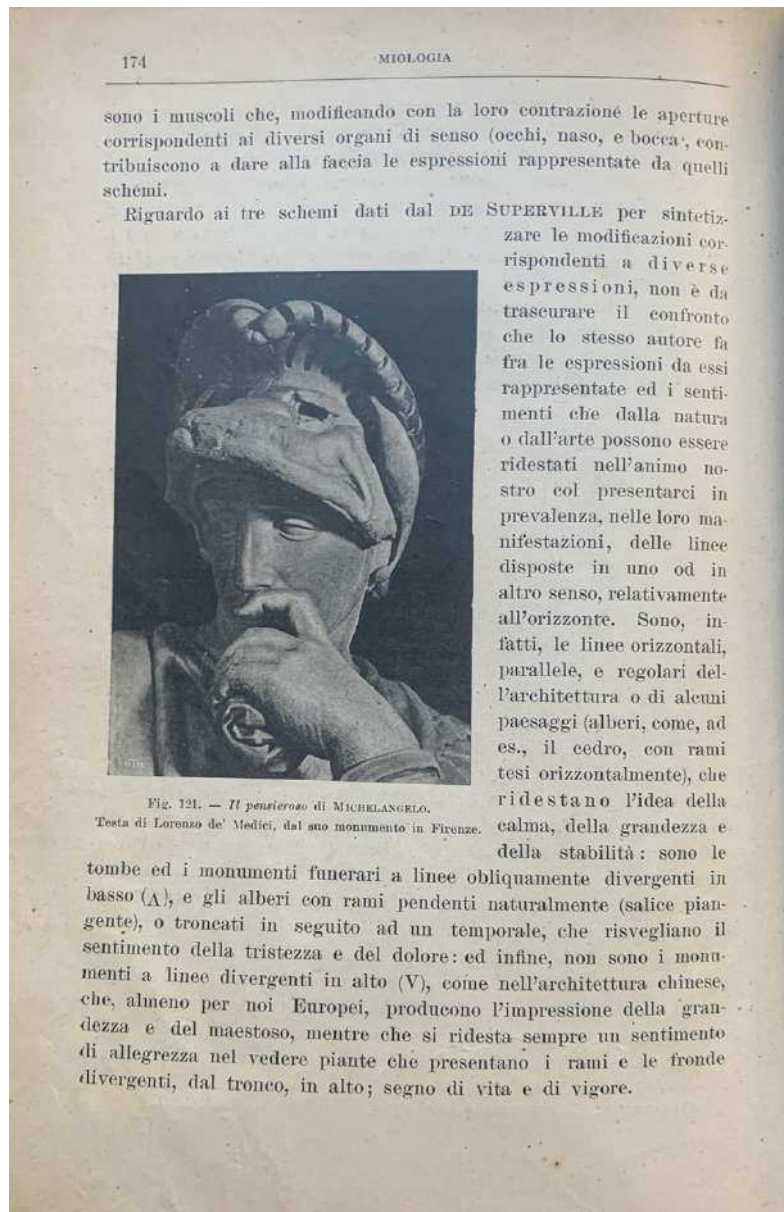 174
MIOLOGIA
sono i muscoli che, modificando con la loro contrazione le aperture
corrispondenti ai diversi organi di senso (occhi, naso, e bocca), con-
tribuiscono a dare alla faccia le espressioni rappresentate da quelli
schemi.
Riguardo ai tre schemi dati dal DE SUPERVILLE per sintetiz-
zare le modificazioni cor-
rispondenti a diverse
espressioni, non è da
trascurare il confronto
che lo stesso autore fa
fra le espressioni da essi
rappresentate ed i senti-
menti che dalla natura
o dall'arte possono essere
ridestati nell'animo no-
stro col presentarci in
prevalenza, nelle loro ma-
nifestazioni, delle linee
disposte in uno od in
altro senso, relativamente
all'orizzonte. Sono, in-
fatti, le linee orizzontali,
parallele, e regolari del-
l'architettura o di alcuni
paesaggi (alberi, come, ad
es., il cedro, con rami
tesi orizzontalmente), che
ridestano l'idea della
calma, della grandezza e
della stabilità: sono le
Fig. 121. — Il pensieroso di MICHELANGELO.
Testa di Lorenzo de' Medici, dal suo monumento in Firenze.
tombe ed i monumenti funerari a linee obliquamente divergenti in
basso (Λ), e gli alberi con rami pendenti naturalmente (salice pian-
gente), o troncati in seguito ad un temporale, che risvegliano il
sentimento della tristezza e del dolore: ed infine, non sono i monu-
menti a linee divergenti in alto (V), come nell'architettura chinese,
che, almeno per noi Europei, producono l'impressione della gran-
dezza e del maestoso, mentre che si ridesta sempre un sentimento
di allegrezza nel vedere piante che presentano i rami e le fronde
divergenti, dal tronco, in alto; segno di vita e di vigore.